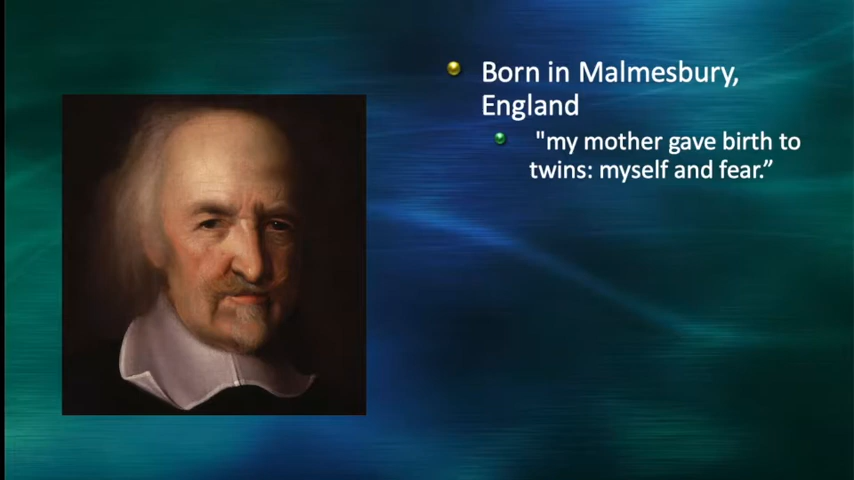 Born in Malmesbury,
England
"my mother gave birth to
twins: myself and fear.”